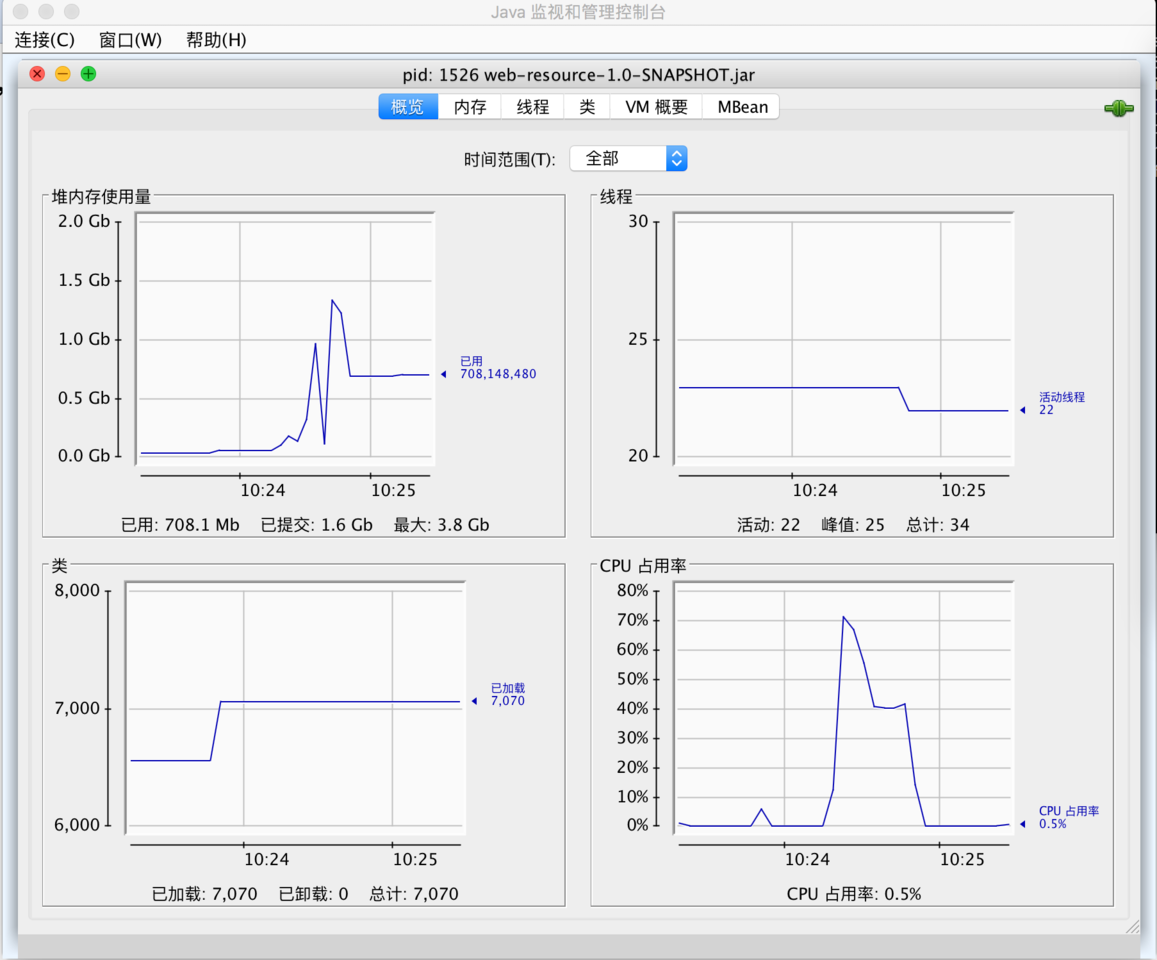 Java 监视和管理控制台
连接(C) 窗口(W) 帮助(H)
pid: 1526 web-resource-1.0-SNAPSHOT.jar
概览 内存 线程 类 VM 概要 MBean
时间范围(T): 全部
堆内存使用量
2.0 Gb
1.5 Gb
1.0 Gb
0.5 Gb
0.0 Gb
已用
708,148,480
10:24 10:25
已用: 708.1 Mb 已提交: 1.6 Gb 最大: 3.8 Gb
线程
30
25
20
活动线程
22
10:24 10:25
活动: 22 峰值: 25 总计: 34
类
8,000
7,000
6,000
已加载
7,070
10:24 10:25
已加载: 7,070 已卸载: 0 总计: 7,070
CPU 占用率
80%
70%
60%
50%
40%
30%
20%
10%
0%
CPU 占用率
0.5%
10:24 10:25
CPU 占用率: 0.5%